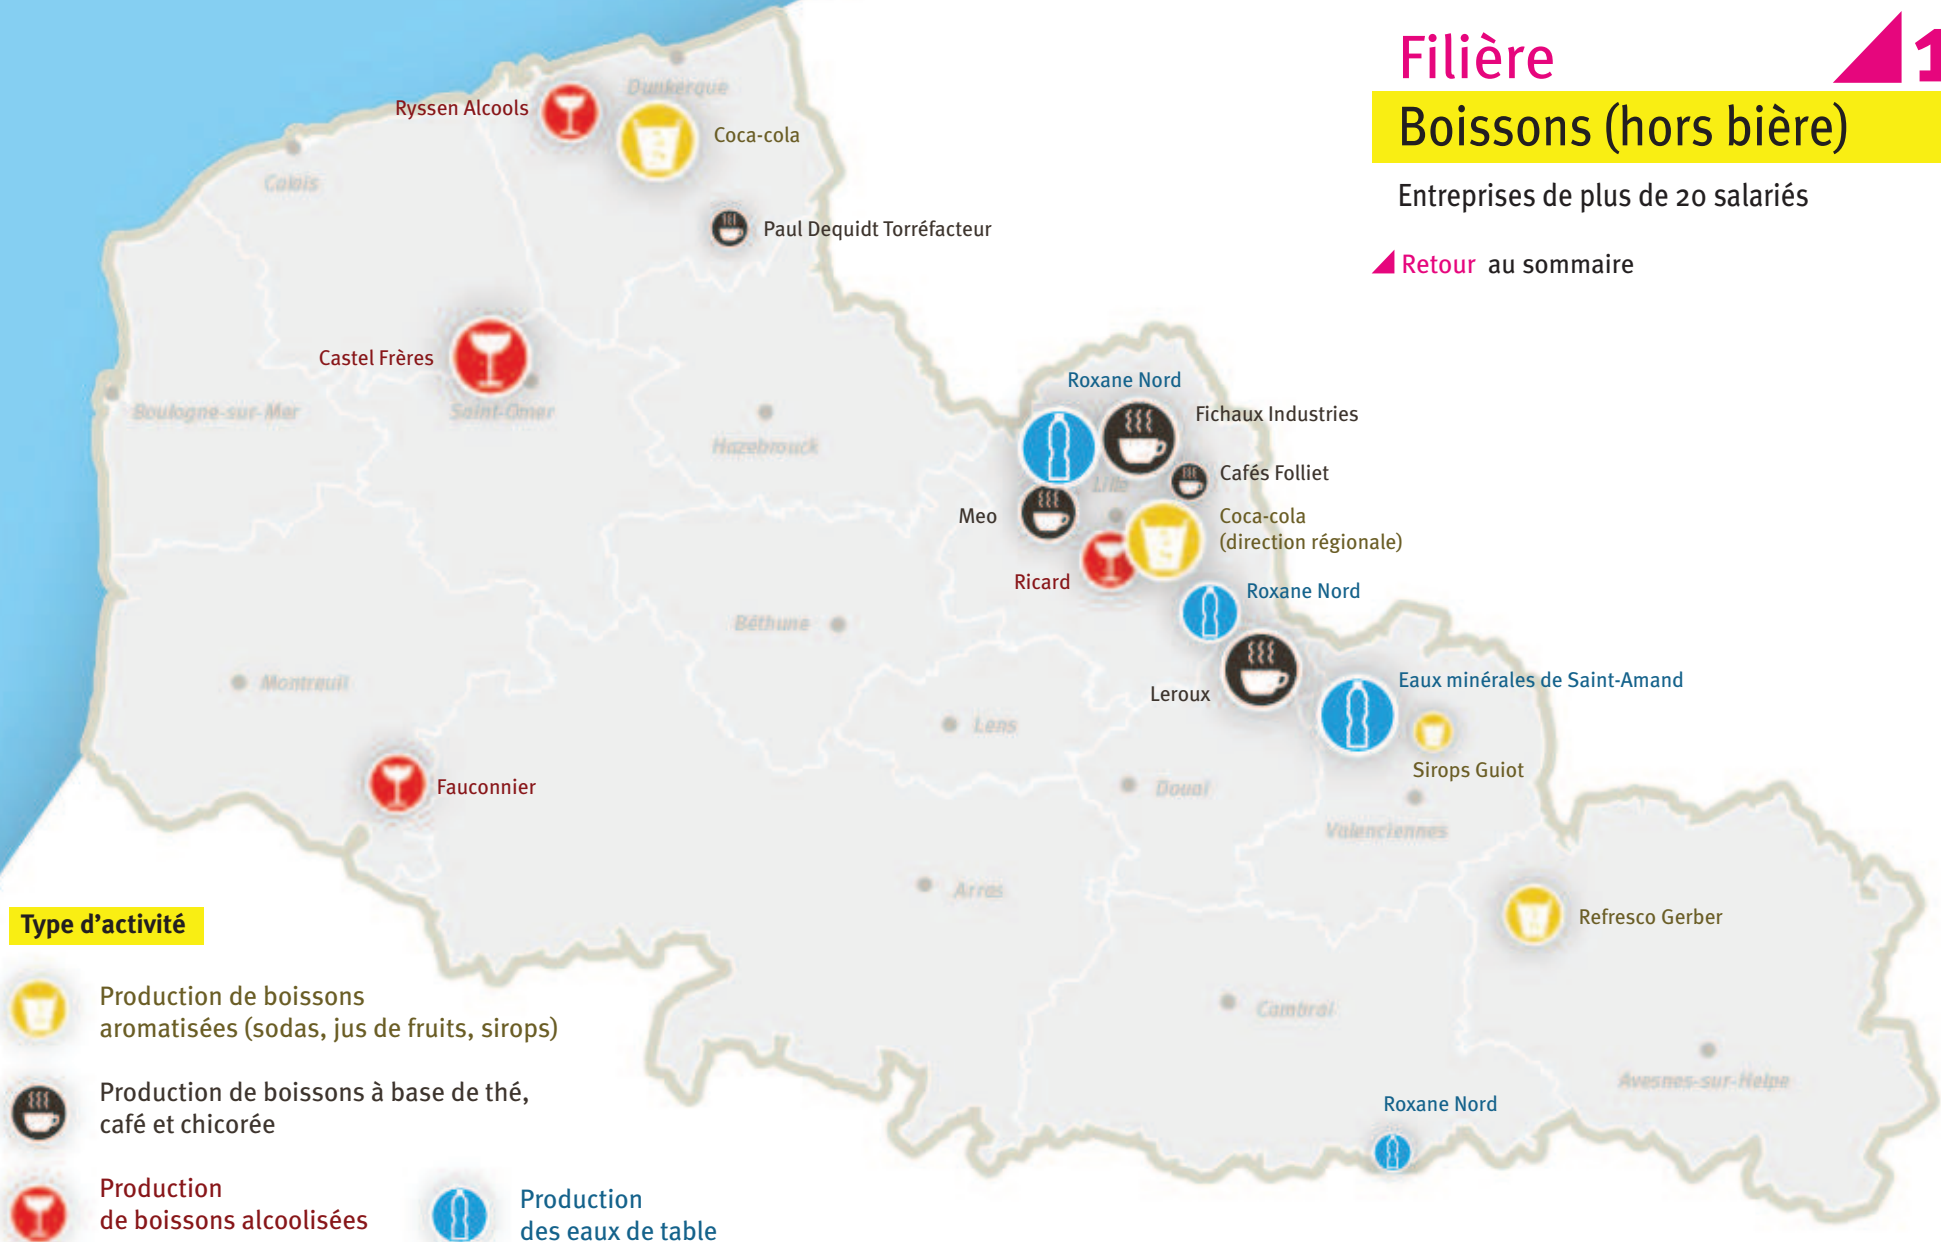 Filière
1
Boissons (hors bière)
Entreprises de plus de 20 salariés
Retour au sommaire
Dunkerque
Ryssen Alcools
Coca-cola
Calais
Paul Dequidt Torréfacteur
Castel Frères
Boulogne-sur-Mer
Saint-Omer
Hazebrouck
Roxane Nord
Fichaux Industries
Cafés Folliet
Lille
Meo
Coca-cola
(direction régionale)
Ricard
Roxane Nord
Béthune
Montreuil
Leroux
Eaux minérales de Saint-Amand
Lens
Sirops Guiot
Fauconnier
Douai
Valenciennes
Arras
Refresco Gerber
Cambrai
Avesnes-sur-Helpe
Roxane Nord
Type d’activité
Production de boissons
aromatisées (sodas, jus de fruits, sirops)
Production de boissons à base de thé,
café et chicorée
Production
de boissons alcoolisées
Production
des eaux de table